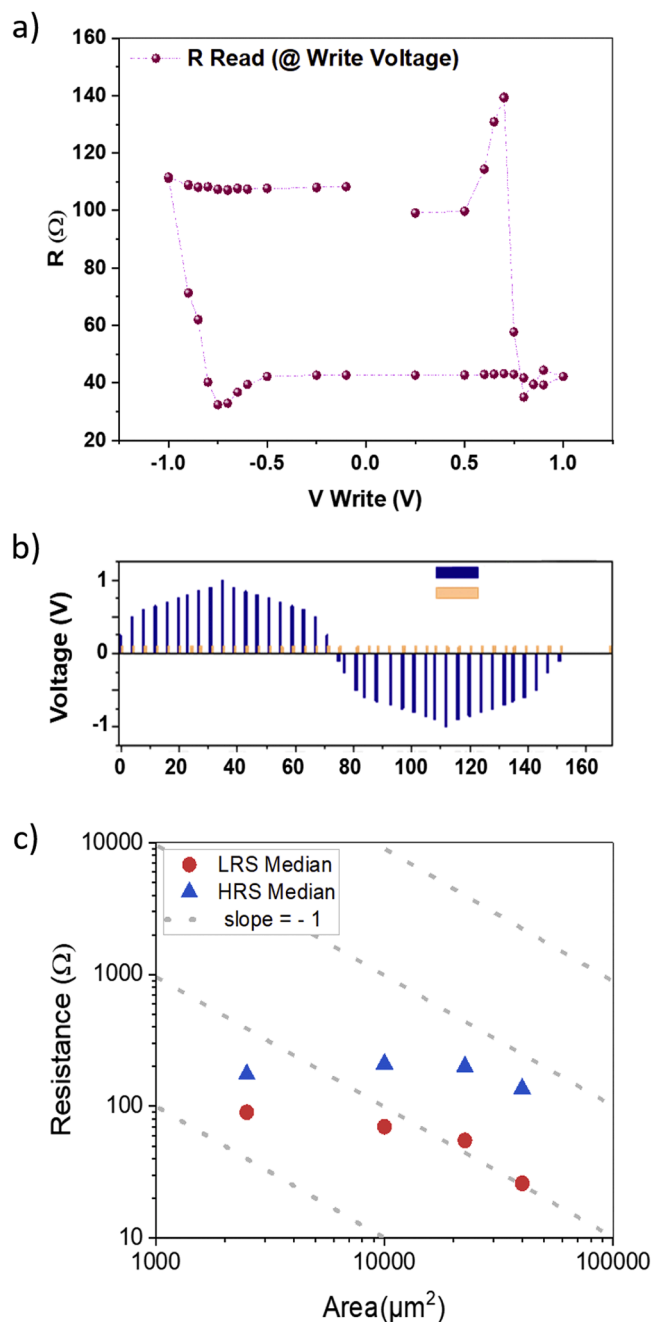 a)
160
140
120
100
80
60
40
20
R (Ω)
R Read (@ Write Voltage)
-1.0 -0.5 0.0 0.5 1.0
V Write (V)
b)
Voltage (V)
1
0
-1
0 20 40 60 80 100 120 140 160
c)
10000
1000
100
10
Resistance (Ω)
LRS Median
HRS Median
slope = - 1
1000 10000 100000
Area(μm²)